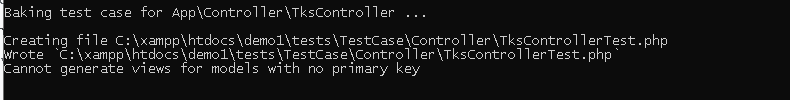 Baking test case for App\Controller\TksController ...
Creating file C:\xampp\htdocs\demo1\tests\TestCase\Controller\TksControllerTest.php
Wrote `C:\xampp\htdocs\demo1\tests\TestCase\Controller\TksControllerTest.php`
Cannot generate views for models with no primary key